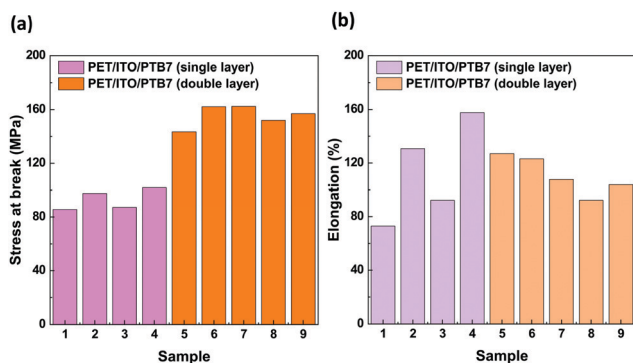 (a)
PET/ITO/PTB7 (single layer)
PET/ITO/PTB7 (double layer)
Stress at break (MPa)
200
160
120
80
40
0
1 2 3 4 5 6 7 8 9
Sample
(b)
PET/ITO/PTB7 (single layer)
PET/ITO/PTB7 (double layer)
Elongation (%)
200
160
120
80
40
0
1 2 3 4 5 6 7 8 9
Sample